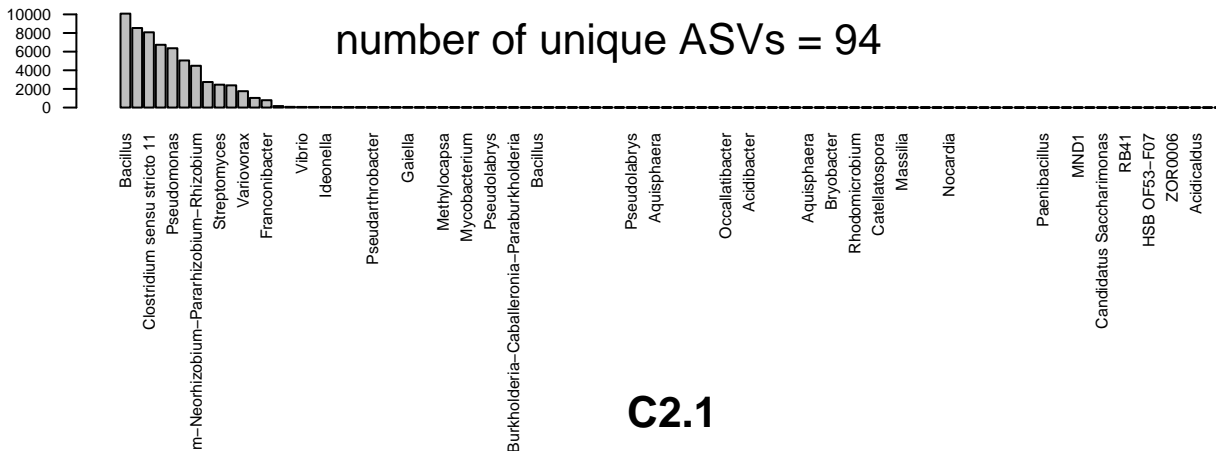 number of unique ASVs = 94
10000
8000
6000
4000
2000
0
Bacillus
Clostridium sensu stricto 11
Pseudomonas
m−Neorhizobium−Pararhizobium−Rhizobium
Streptomyces
Variovorax
Franconibacter
Vibrio
Ideonella
Pseudarthrobacter
Gaiella
Methylocapsa
Mycobacterium
Pseudolabrys
Burkholderia−Caballeronia−Paraburkholderia
Bacillus
Pseudolabrys
Aquisphaera
Occallatibacter
Acidibacter
Aquisphaera
Bryobacter
Rhodomicrobium
Catellatospora
Massilia
Nocardia
Paenibacillus
MND1
Candidatus Saccharimonas
RB41
HSB OF53−F07
ZOR0006
Acidicaldus
C2.1